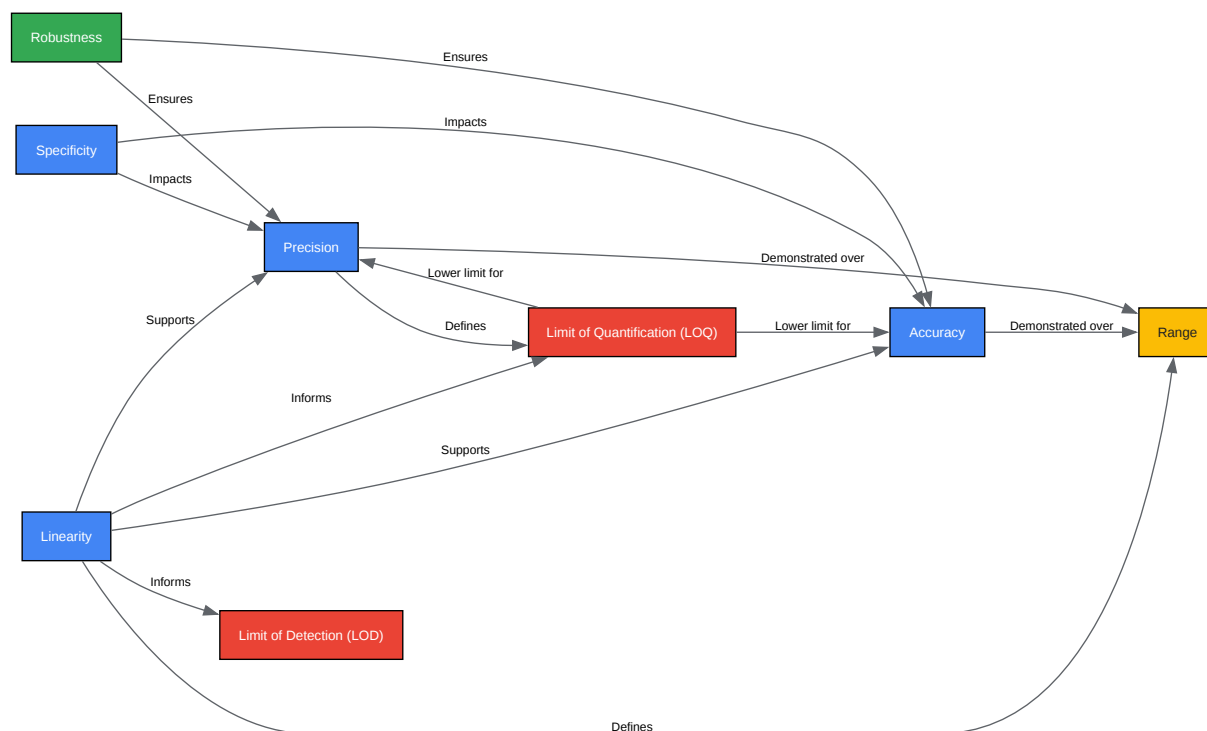 Robustness
Ensures
Ensures
Impacts
Specificity
Impacts
Precision
Demonstrated over
Lower limit for
Supports
Defines
Limit of Quantification (LOQ)
Lower limit for
Accuracy
Demonstrated over
Range
Informs
Supports
Linearity
Informs
Limit of Detection (LOD)
Defines